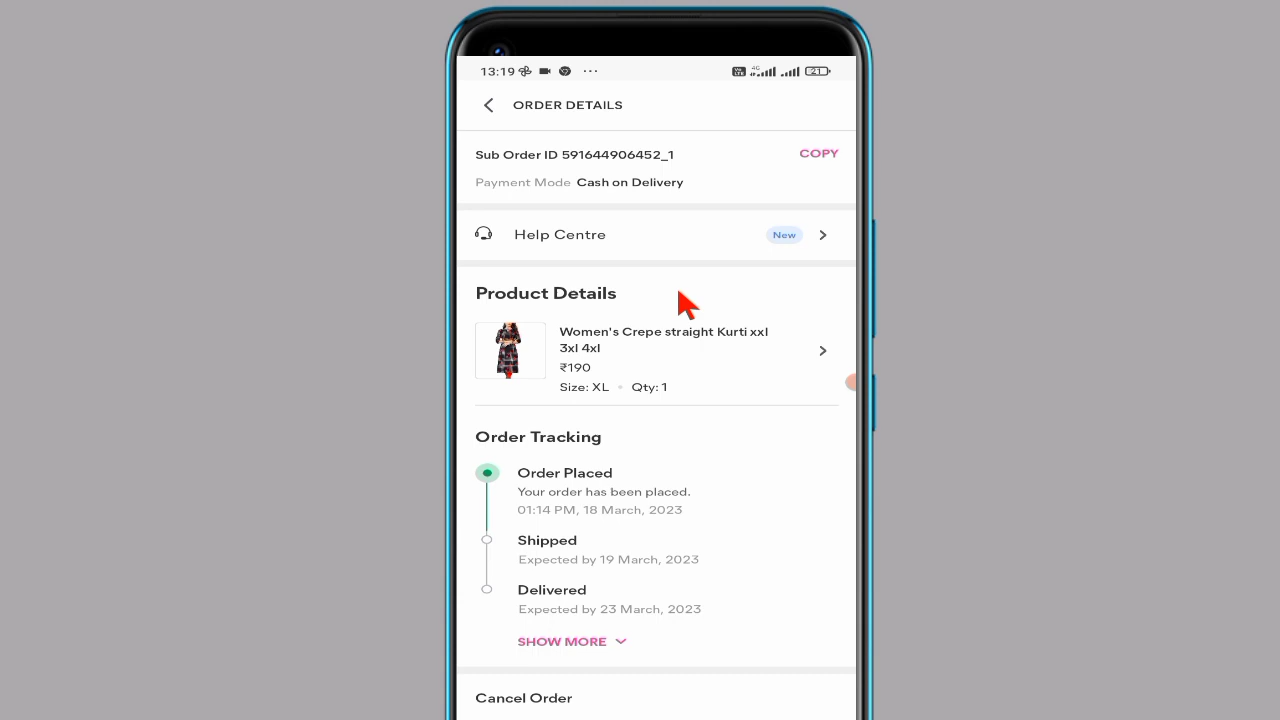 13:19
4G
21
ORDER DETAILS
Sub Order ID 591644906452_1
COPY
Payment Mode Cash on Delivery
Help Centre
New
Product Details
Women's Crepe straight Kurti xxl
3xl 4xl
₹190
Size: XL • Qty: 1
Order Tracking
Order Placed
Your order has been placed.
01:14 PM, 18 March, 2023
Shipped
Expected by 19 March, 2023
Delivered
Expected by 23 March, 2023
SHOW MORE
Cancel Order